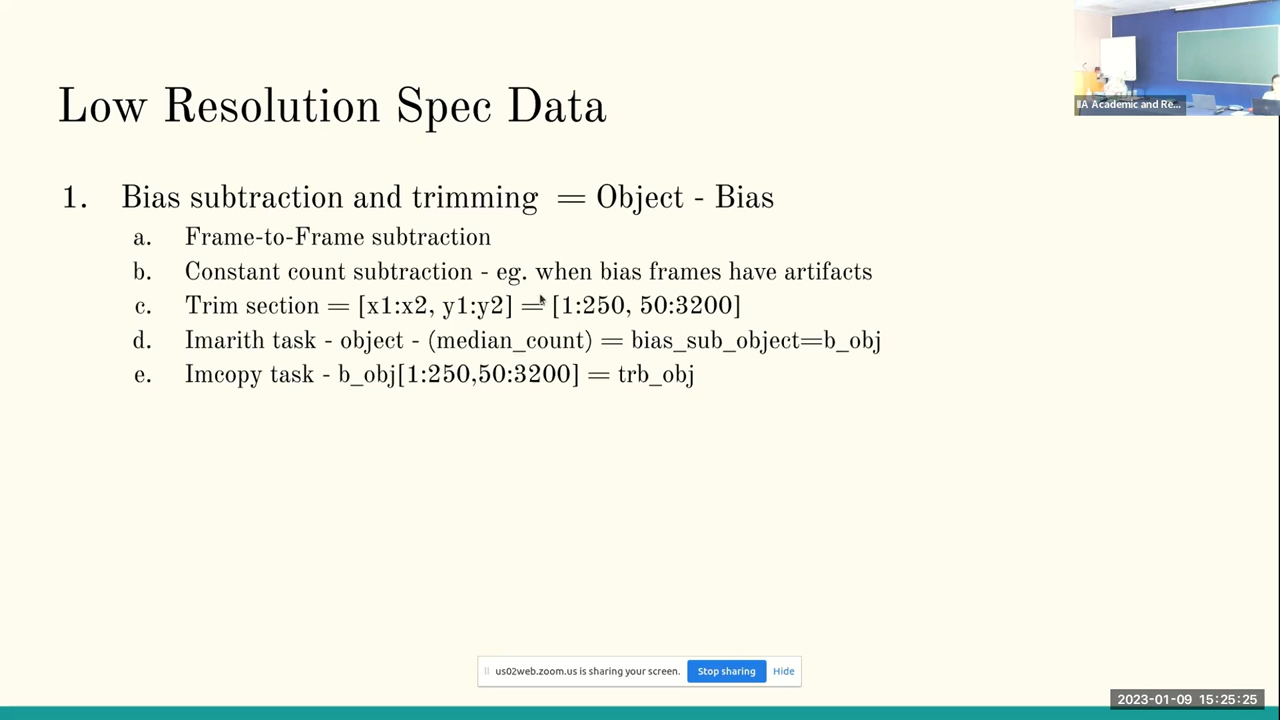 IIA Academic and Re...
Low Resolution Spec Data
1. Bias subtraction and trimming = Object - Bias
a. Frame-to-Frame subtraction
b. Constant count subtraction - eg. when bias frames have artifacts
c. Trim section = [x1:x2, y1:y2] = [1:250, 50:3200]
d. Imarith task - object - (median_count) = bias_sub_object=b_obj
e. Imcopy task - b_obj[1:250,50:3200] = trb_obj
us02web.zoom.us is sharing your screen. Stop sharing Hide
2023-01-09 15:25:25